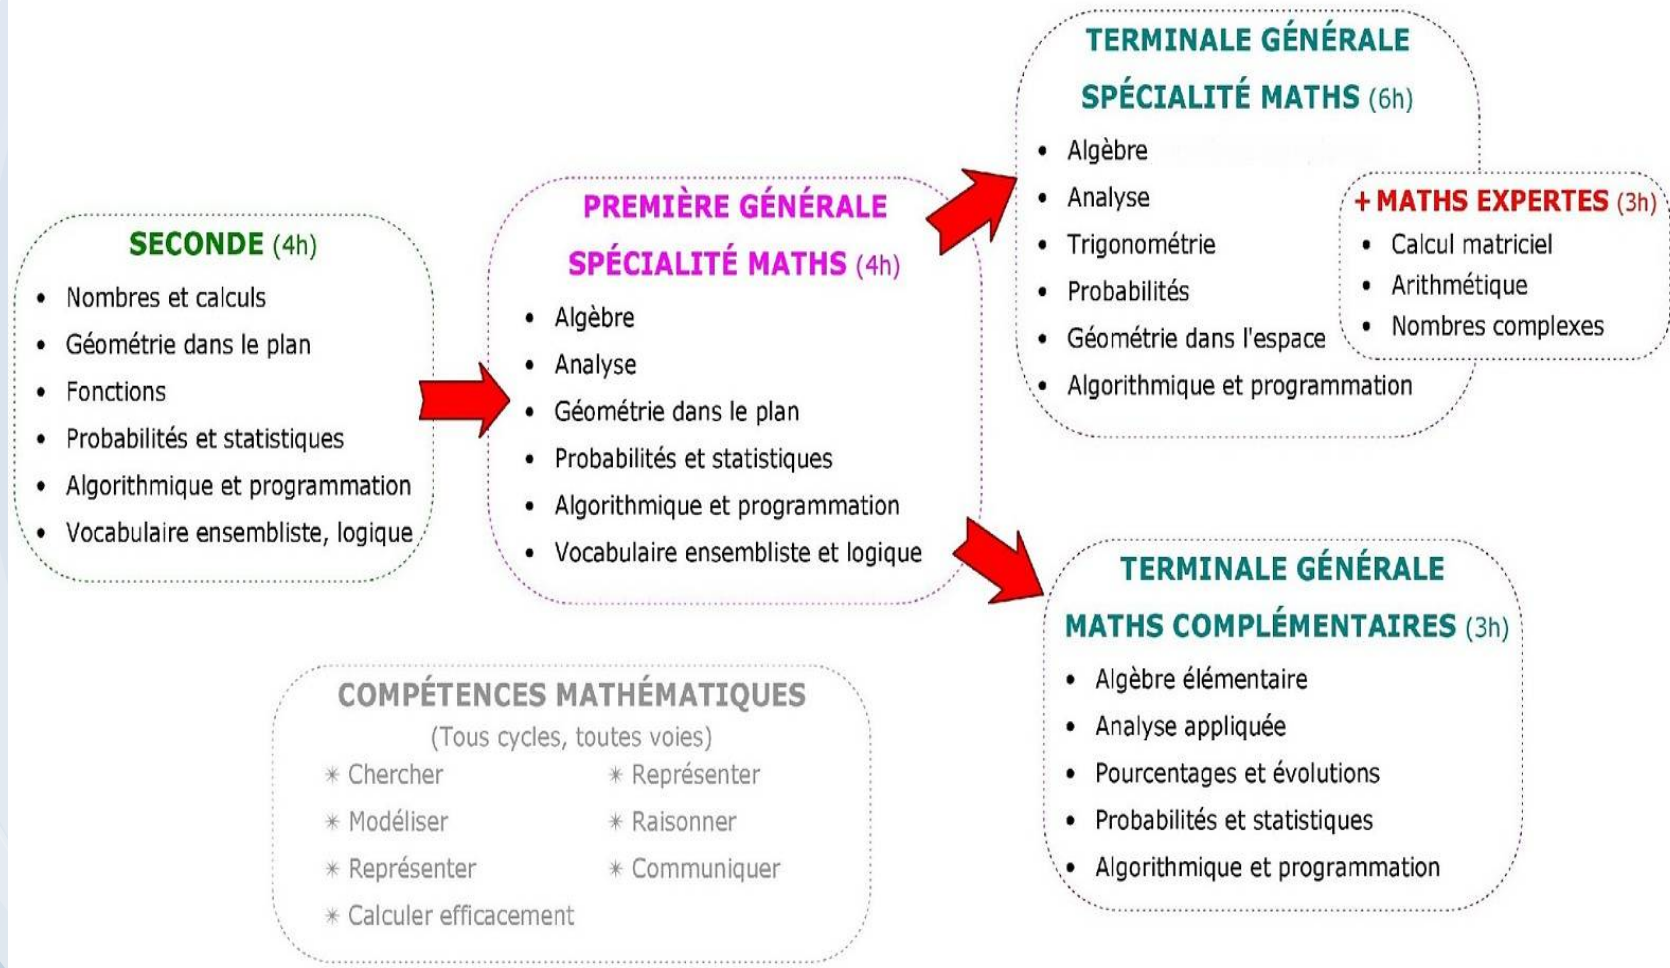 SECONDE (4h)
• Nombres et calculs
• Géométrie dans le plan
• Fonctions
• Probabilités et statistiques
• Algorithmique et programmation
• Vocabulaire ensembliste, logique
PREMIÈRE GÉNÉRALE
SPÉCIALITÉ MATHS (4h)
• Algèbre
• Analyse
• Géométrie dans le plan
• Probabilités et statistiques
• Algorithmique et programmation
• Vocabulaire ensembliste et logique
TERMINALE GÉNÉRALE
SPÉCIALITÉ MATHS (6h)
• Algèbre
• Analyse
• Trigonométrie
• Probabilités
• Géométrie dans l'espace
• Algorithmique et programmation
+ MATHS EXPERTES (3h)
• Calcul matriciel
• Arithmétique
• Nombres complexes
TERMINALE GÉNÉRALE
MATHS COMPLÉMENTAIRES (3h)
• Algèbre élémentaire
• Analyse appliquée
• Pourcentages et évolutions
• Probabilités et statistiques
• Algorithmique et programmation
COMPÉTENCES MATHÉMATIQUES
(Tous cycles, toutes voies)
✴ Chercher
✴ Modéliser
✴ Représenter
✴ Calculer efficacement
✴ Représenter
✴ Raisonner
✴ Communiquer